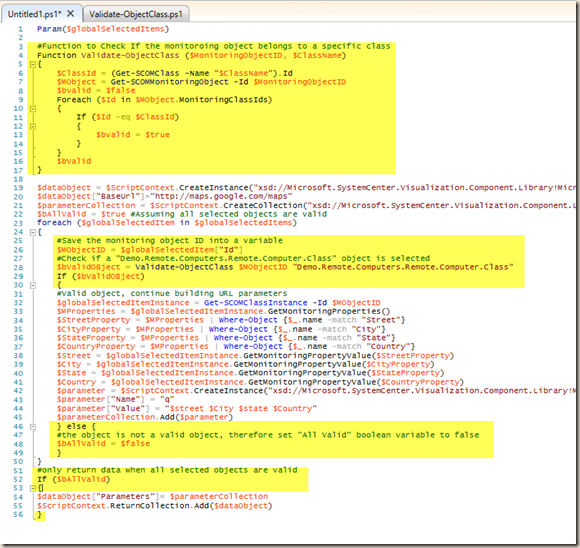 Untitled1.ps1* X Validate-ObjectClass.ps1
1 Param($globalSelectedItems)
2
3 #Function to Check If the monitoroing object belongs to a specific class
4 Function Validate-ObjectClass ($MonitoringObjectID, $ClassName)
5 {
6 $ClassId = (Get-SCOMClass -Name "$ClassName").Id
7 $MObject = Get-SCOMMonitoringObject -Id $MonitoringObjectID
8 $bvalid = $false
9 Foreach ($Id in $MObject.MonitoringClassIds)
10 {
11 If ($Id -eq $ClassId)
12 {
13 $bvalid = $true
14 }
15 }
16 $bvalid
17 }
18
19 $dataObject = $ScriptContext.CreateInstance("xsd://Microsoft.SystemCenter.Visualization.Component.Library!Micr
20 $dataObject["BaseUrl"]="http://maps.google.com/maps"
21 $parameterCollection = $ScriptContext.CreateCollection("xsd://Microsoft.SystemCenter.Visualization.Component.L
22 $bAllValid = $true #Assuming all selected objects are valid
23 foreach ($globalSelectedItem in $globalSelectedItems)
24 {
25 #Save the monitoring object ID into a variable
26 $MObjectID = $globalSelectedItem["Id"]
27 #Check if a "Demo.Remote.Computers.Remote.Computer.Class" object is selected
28 $bValidObject = Validate-ObjectClass $MObjectID "Demo.Remote.Computers.Remote.Computer.Class"
29 If ($bValidObject)
30 {
31 #Valid object, continue building URL parameters
32 $globalSelectedItemInstance = Get-SCOMClassInstance -Id $MObjectID
33 $MProperties = $globalSelectedItemInstance.GetMonitoringProperties()
34 $StreetProperty = $MProperties | Where-Object {$_.name -match "Street"}
35 $CityProperty = $MProperties | Where-Object {$_.name -match "City"}
36 $StateProperty = $MProperties | Where-Object {$_.name -match "State"}
37 $CountryProperty = $MProperties | Where-Object {$_.name -match "Country"}
38 $Street = $globalSelectedItemInstance.GetMonitoringPropertyValue($StreetProperty)
39 $City = $globalSelectedItemInstance.GetMonitoringPropertyValue($CityProperty)
40 $State = $globalSelectedItemInstance.GetMonitoringPropertyValue($StateProperty)
41 $Country = $globalSelectedItemInstance.GetMonitoringPropertyValue($CountryProperty)
42 $parameter = $ScriptContext.CreateInstance("xsd://Microsoft.SystemCenter.Visualization.Component.Library!M
43 $parameter["Name"] = "q"
44 $parameter["Value"] = "$street $City $state $Country"
45 $parameterCollection.Add($parameter)
46 } else {
47 #the object is not a valid object, therefore set "All Valid" boolean variable to false
48 $bAllValid = $false
49 }
50 }
51 #only return data when all selected objects are valid
52 If ($bAllValid)
53 {
54 $dataObject["Parameters"]= $parameterCollection
55 $ScriptContext.ReturnCollection.Add($dataObject)
56 }